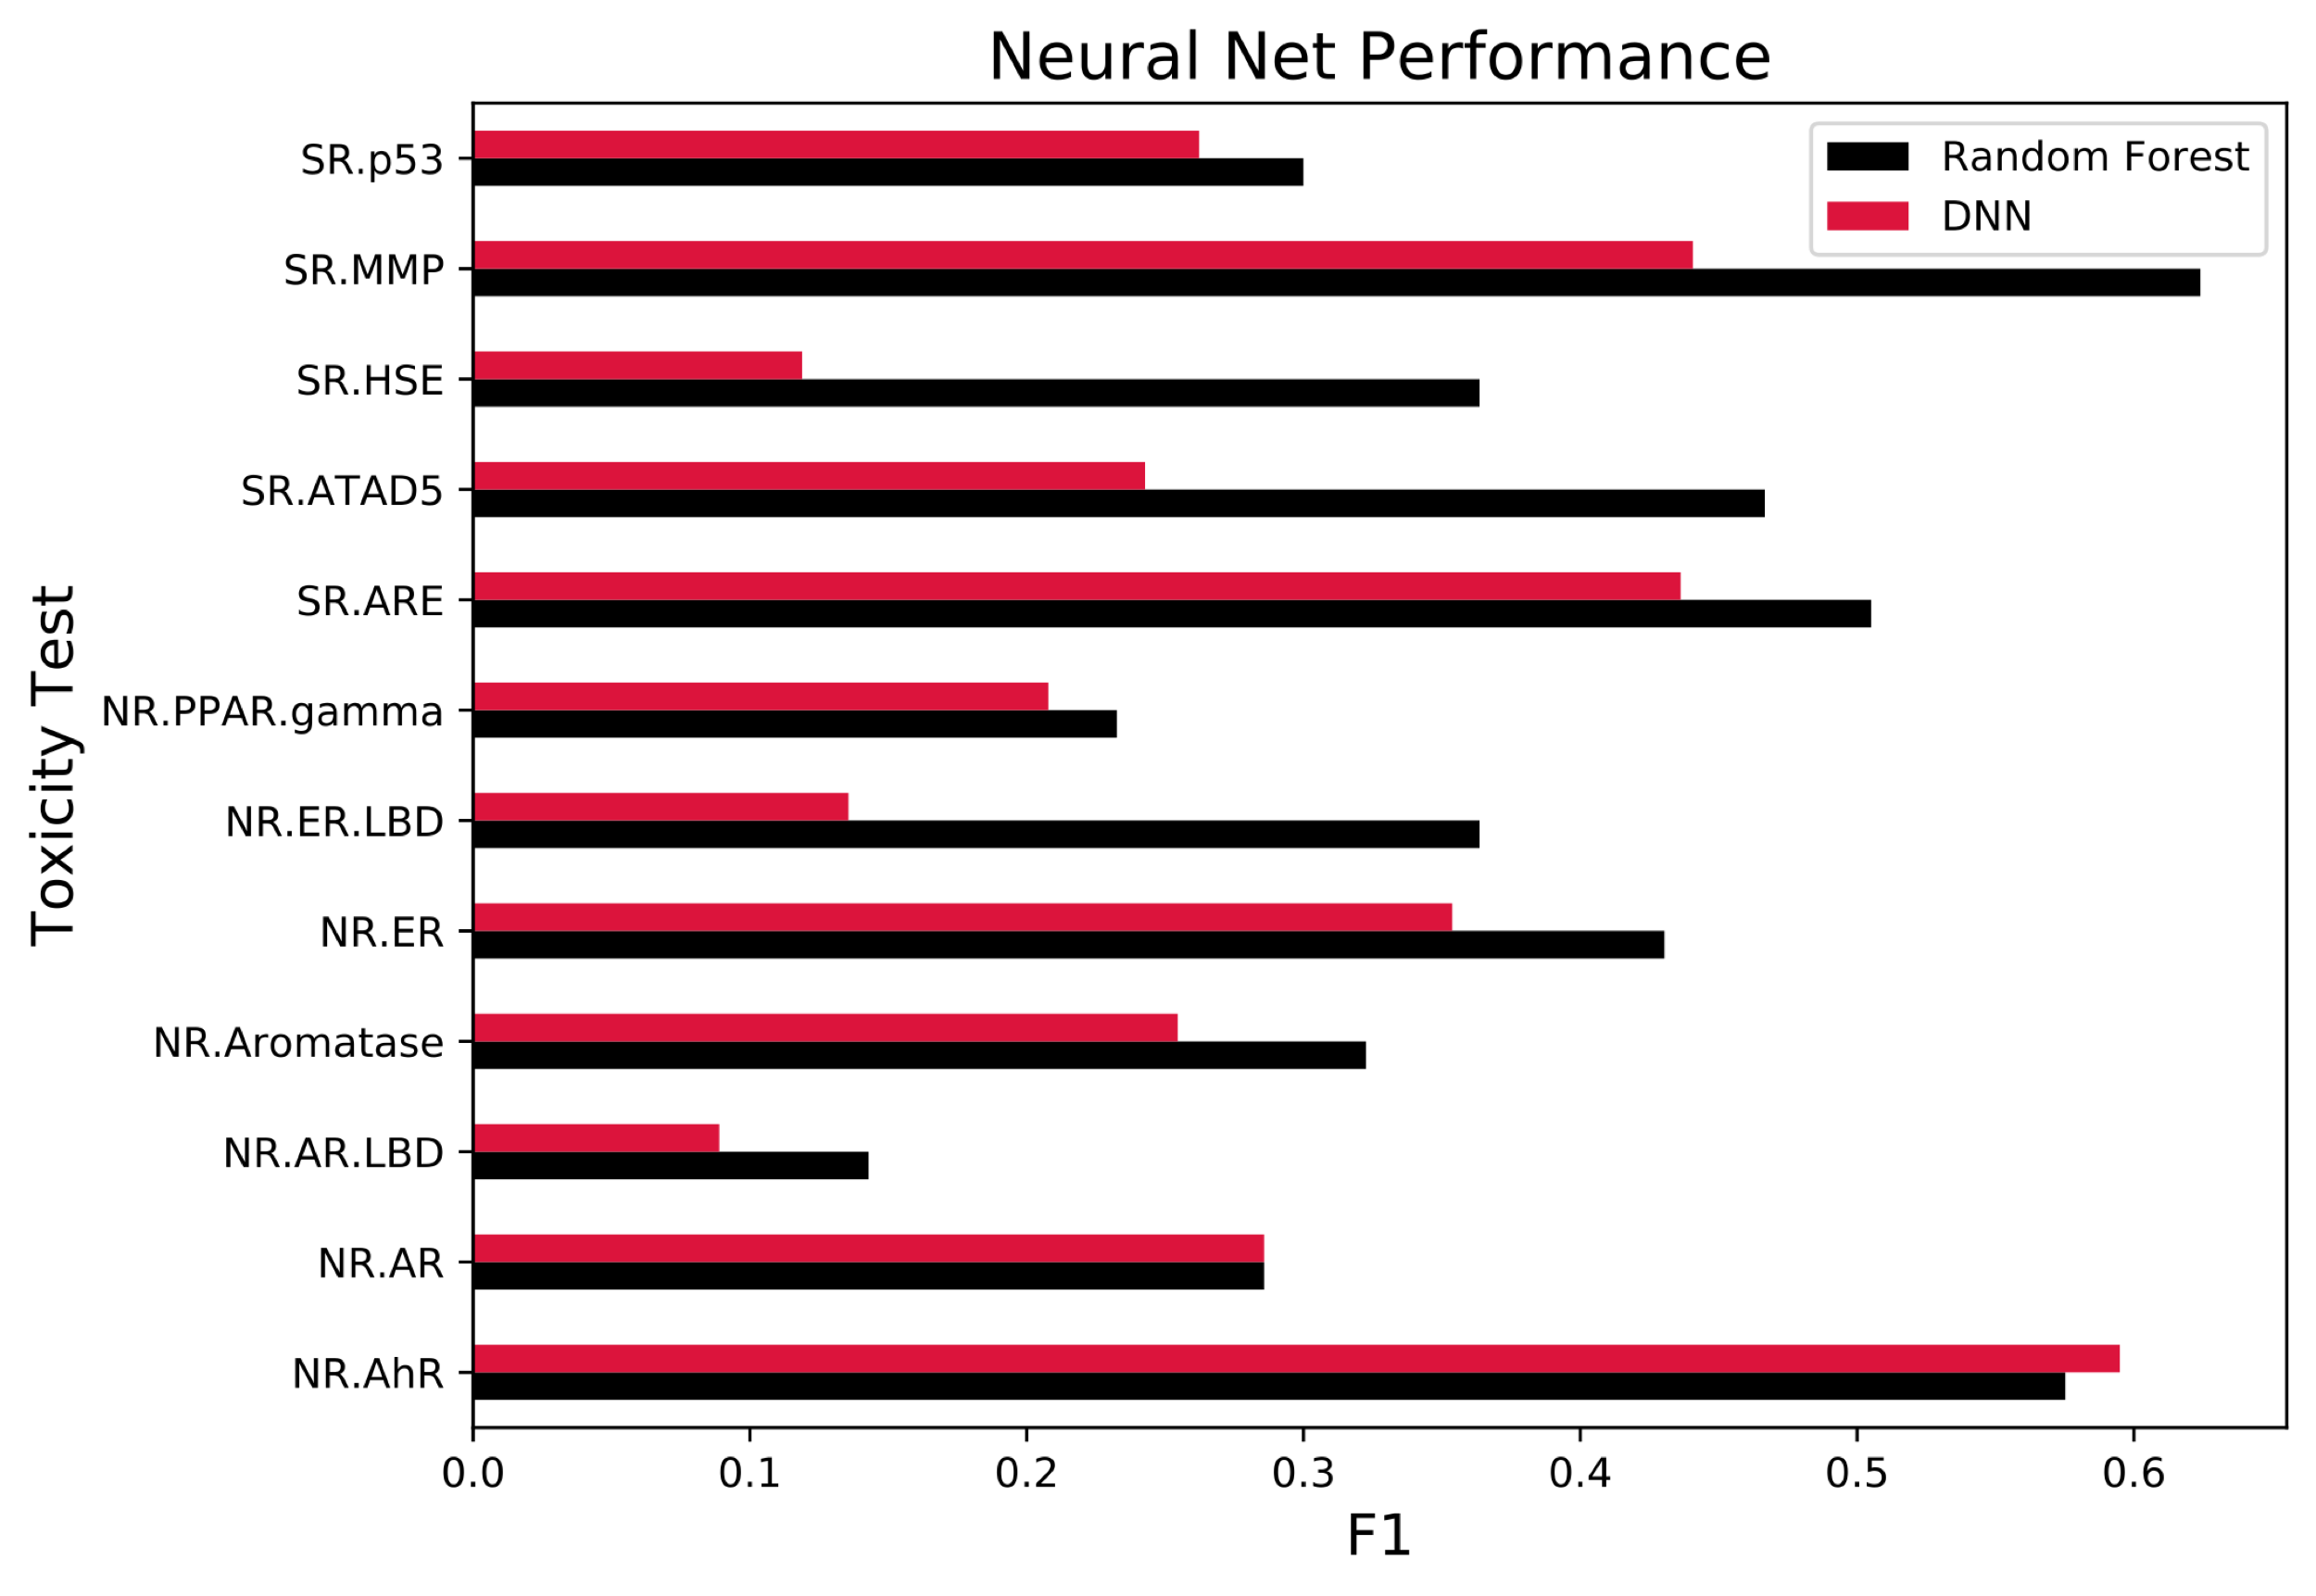 Neural Net Performance
Random Forest
DNN
Toxicity Test
SR.p53
SR.MMP
SR.HSE
SR.ATAD5
SR.ARE
NR.PPAR.gamma
NR.ER.LBD
NR.ER
NR.Aromatase
NR.AR.LBD
NR.AR
NR.AhR
0.0 0.1 0.2 0.3 0.4 0.5 0.6
F1